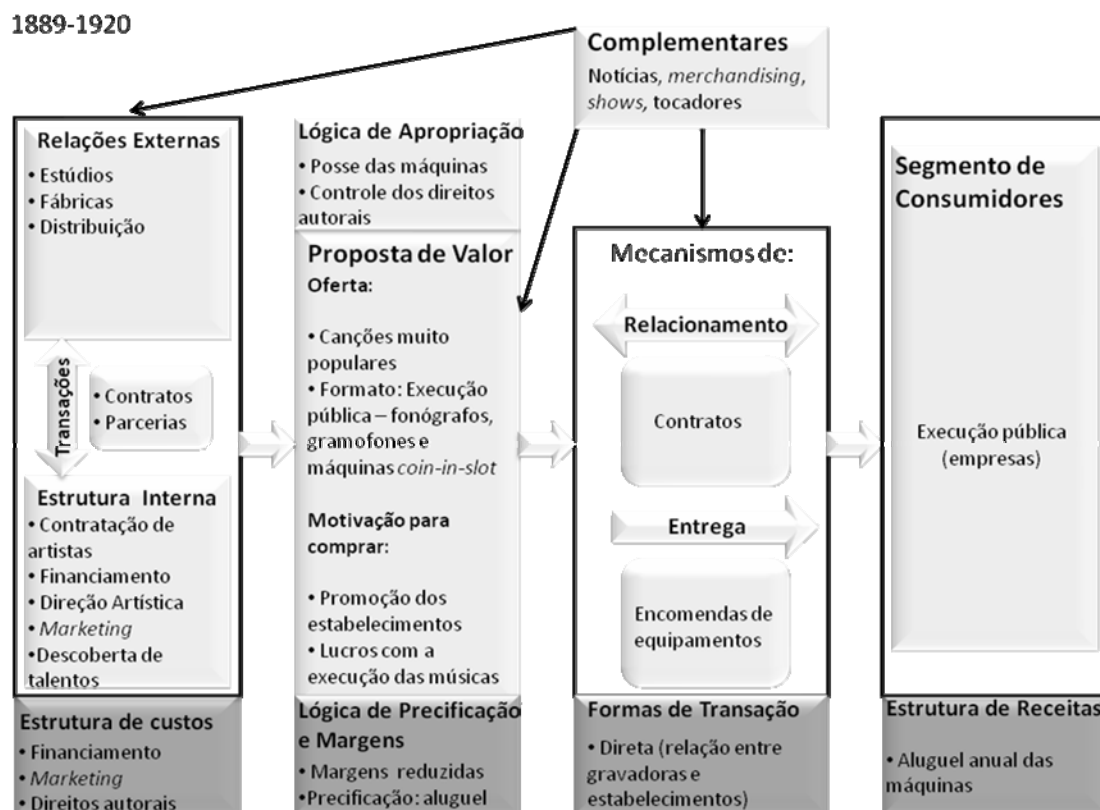 1889-1920
Complementares
Notícias, merchandising,
shows, tocadores
Relações Externas
• Estúdios
• Fábricas
• Distribuição
Transações
• Contratos
• Parcerias
Estrutura Interna
• Contratação de
artistas
• Financiamento
• Direção Artística
• Marketing
•Descoberta de
talentos
Estrutura de custos
• Financiamento
• Marketing
• Direitos autorais
Lógica de Apropriação
• Posse das máquinas
• Controle dos direitos
autorais
Proposta de Valor
Oferta:
• Canções muito
populares
• Formato: Execução
pública – fonógrafos,
gramofones e
máquinas coin-in-slot
Motivação para
comprar:
• Promoção dos
estabelecimentos
• Lucros com a
execução das músicas
Lógica de Precificação
e Margens
• Margens reduzidas
•Precificação: aluguel
Mecanismos de:
Relacionamento
Contratos
Entrega
Encomendas de
equipamentos
Formas de Transação
• Direta (relação entre
gravadoras e
estabelecimentos)
Segmento de
Consumidores
Execução pública
(empresas)
Estrutura de Receitas
• Aluguel anual das
máquinas